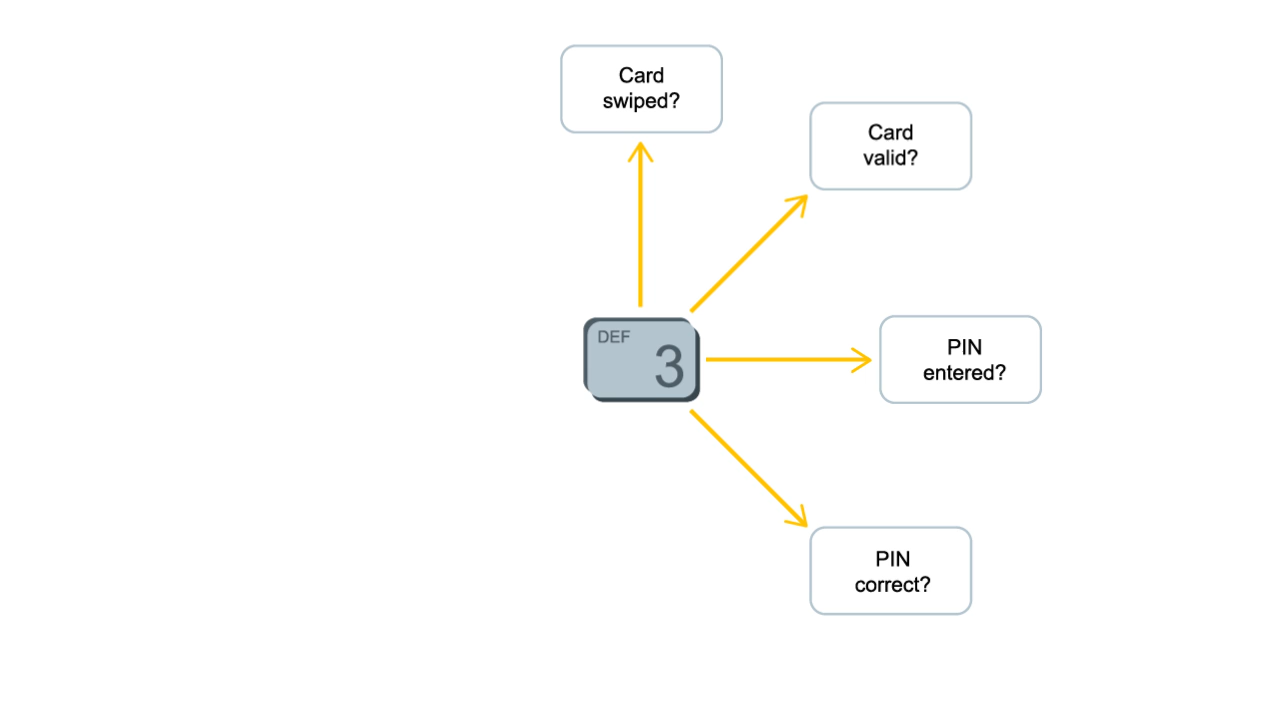 Card
swiped?
Card
valid?
DEF
3
PIN
entered?
PIN
correct?